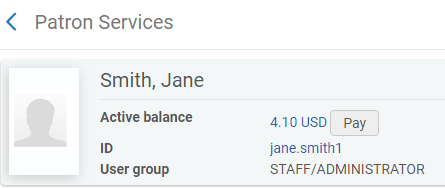 Patron Services
Smith, Jane
Active balance 4.10 USD Pay
ID jane.smith1
User group STAFF/ADMINISTRATOR